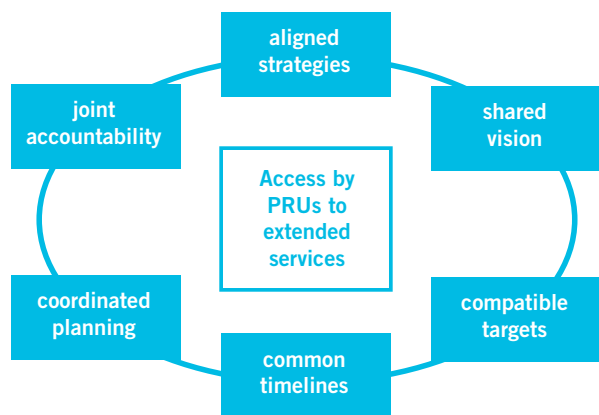 aligned
strategies
joint
accountability
shared
vision
Access by
PRUs to
extended
services
coordinated
planning
compatible
targets
common
timelines